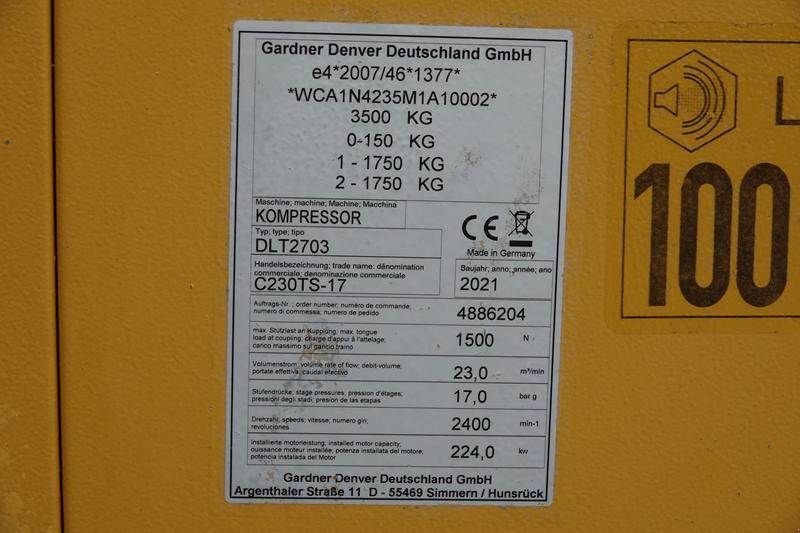 Gardner Denver Deutschland GmbH
e4*2007/46*1377*
*WCA1N4235M1A10002*
3500 KG
0-150 KG
1 - 1750 KG
2 - 1750 KG
Maschine; machine; Machine; Macchina
KOMPRESSOR
Typ; type; tipo
DLT2703
CE
Made in Germany
Handelsbezeichnung; trade name; dénomination
commerciale; denominazione commerciale
C230TS-17
Baujahr; anno; année; ano
2021
Auftrags-Nr.; order number; numéro de commande;
numero di commessa, numero de pedido
4886204
max. Stützlast an Kupplung; max. tongue
load at coupling; charge d'appui à l'attelage;
carico massimo sul gancio traino
1500 N
Volumenstrom; volume rate of flow; debit-volume;
portate effettiva; caudal efectivo
23,0 m³/min
Stufendrücke; stage pressures; pression d'étages;
pressioni degli stadi; presion de las etapas
17,0 bar g
Drehzahl; speeds; vitesse; numero giri;
revoluciones
2400 min-1
Installierte motorleistung; installed motor capacity;
puissance moteur installée; potenza installata del motore;
potencia instalada del Motor
224,0 kw
Gardner Denver Deutschland GmbH
Argenthaler Straße 11 D - 55469 Simmern / Hunsrück
L
100